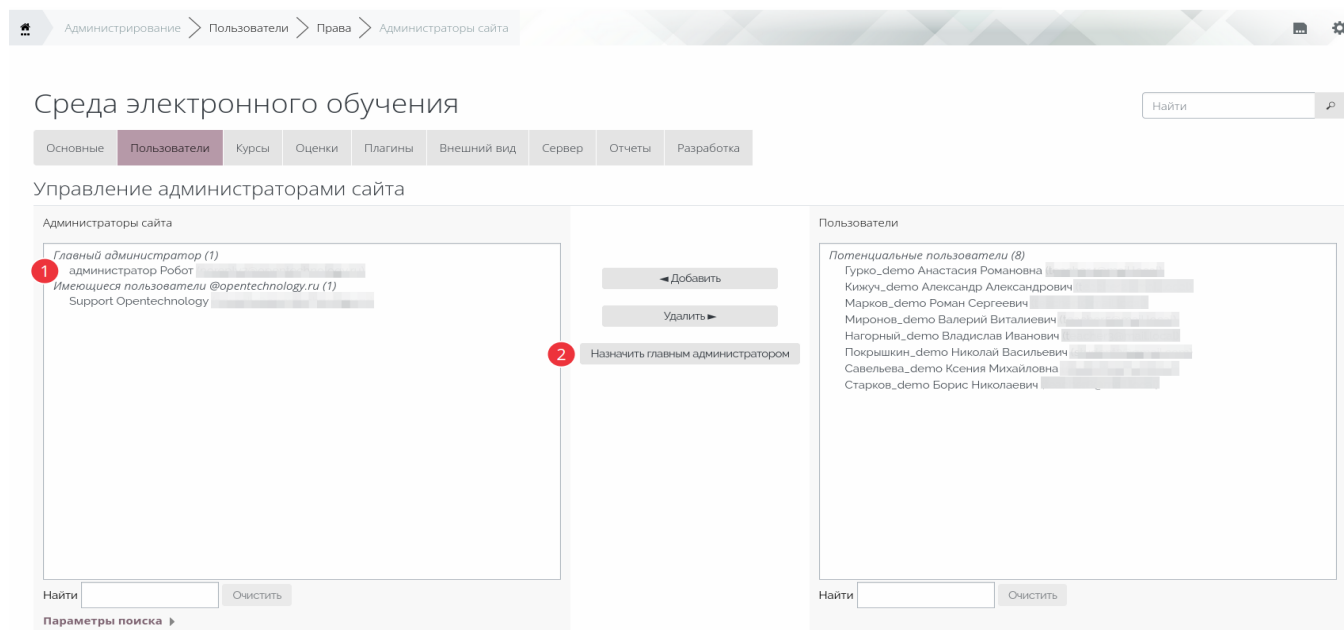 Администрирование Пользователи Права Администраторы сайта
Среда электронного обучения
Найти
Основные Пользователи Курсы Оценки Плагины Внешний вид Сервер Отчеты Разработка
Управление администраторами сайта
Администраторы сайта
Главный администратор (1)
1
администратор Робот
Имеющиеся пользователи @opentechnology.ru (1)
Support Opentechnology
◄ Добавить
Удалить ►
2
Назначить главным администратором
Пользователи
Потенциальные пользователи (8)
Гурко_demo Анастасия Романовна
Кижуч_demo Александр Александрович
Марков_demo Роман Сергеевич
Миронов_demo Валерий Виталиевич
Нагорный_demo Владислав Иванович
Покрышкин_demo Николай Васильевич
Савельева_demo Ксения Михайловна
Старков_demo Борис Николаевич
Найти Очистить
Параметры поиска
Найти Очистить